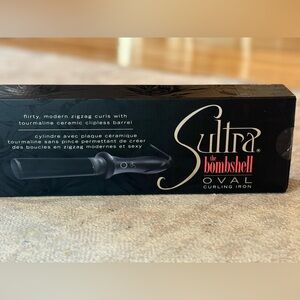 flirty, modern zigzag curls with
tourmaline ceramic clipless barrel
cylindre avec plaque céramique
tourmaline sans pince permettant de créer
des boucles en zigzag modernes et sexy
Sultra®
the
bombshell
OVAL
CURLING IRON